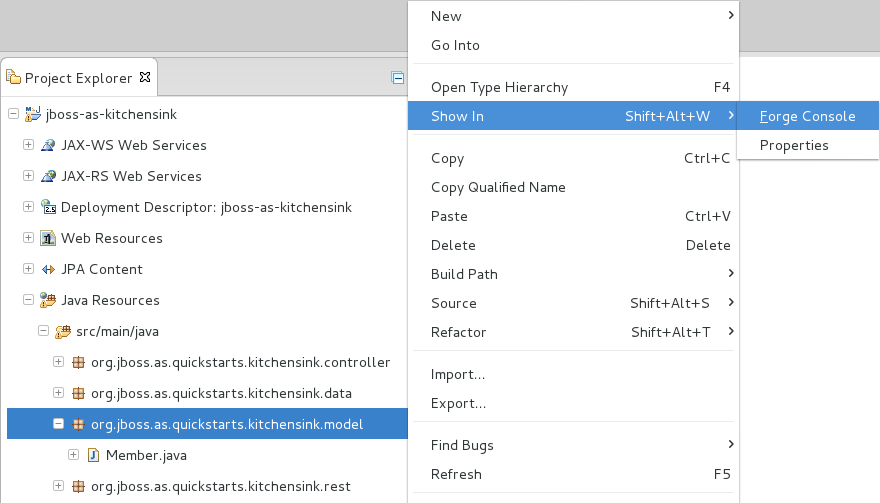 Project Explorer
jboss-as-kitchensink
JAX-WS Web Services
JAX-RS Web Services
Deployment Descriptor: jboss-as-kitchensink
Web Resources
JPA Content
Java Resources
src/main/java
org.jboss.as.quickstarts.kitchensink.controller
org.jboss.as.quickstarts.kitchensink.data
org.jboss.as.quickstarts.kitchensink.model
Member.java
org.jboss.as.quickstarts.kitchensink.rest
New
Go Into
Open Type Hierarchy F4
Show In Shift+Alt+W
Copy Ctrl+C
Copy Qualified Name
Paste Ctrl+V
Delete Delete
Build Path
Source Shift+Alt+S
Refactor Shift+Alt+T
Import...
Export...
Find Bugs
Refresh F5
Forge Console
Properties